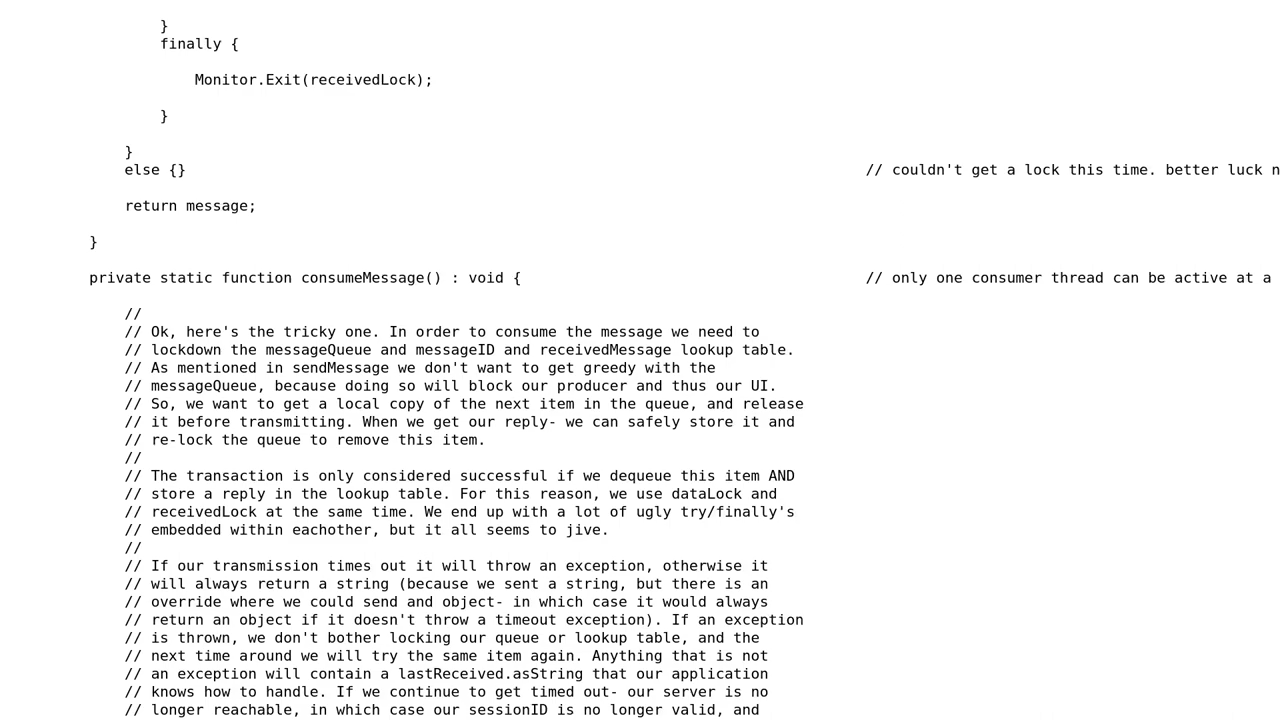 }
finally {
Monitor.Exit(receivedLock);
}
}
else {} // couldn't get a lock this time. better luck n
return message;
}
private static function consumeMessage() : void { // only one consumer thread can be active at a
//
// Ok, here's the tricky one. In order to consume the message we need to
// lockdown the messageQueue and messageID and receivedMessage lookup table.
// As mentioned in sendMessage we don't want to get greedy with the
// messageQueue, because doing so will block our producer and thus our UI.
// So, we want to get a local copy of the next item in the queue, and release
// it before transmitting. When we get our reply- we can safely store it and
// re-lock the queue to remove this item.
//
// The transaction is only considered successful if we dequeue this item AND
// store a reply in the lookup table. For this reason, we use dataLock and
// receivedLock at the same time. We end up with a lot of ugly try/finally's
// embedded within eachother, but it all seems to jive.
//
// If our transmission times out it will throw an exception, otherwise it
// will always return a string (because we sent a string, but there is an
// override where we could send and object- in which case it would always
// return an object if it doesn't throw a timeout exception). If an exception
// is thrown, we don't bother locking our queue or lookup table, and the
// next time around we will try the same item again. Anything that is not
// an exception will contain a lastReceived.asString that our application
// knows how to handle. If we continue to get timed out- our server is no
// longer reachable, in which case our sessionID is no longer valid, and